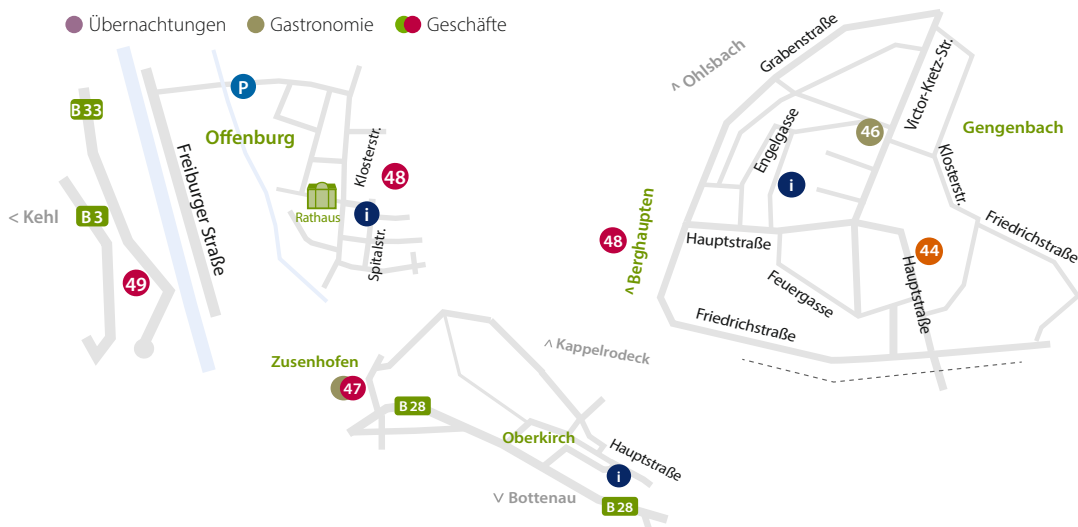 Übernachtungen Gastronomie Geschäfte
B 33
P
Offenburg
Freiburger Straße
Klosterstr.
48
< Kehl
B 3
Rathaus
i
Spitalstr.
49
^ Ohlsbach
Grabenstraße
Victor-Kretz-Str.
46
Gengenbach
Engelgasse
i
Klosterstr.
48
^ Berghaupten
Hauptstraße
Friedrichstraße
44
Feuergasse
Hauptstraße
Friedrichstraße
Zusenhofen
47
^ Kappelrodeck
B 28
Oberkirch
Hauptstraße
i
v Bottenau
B 28